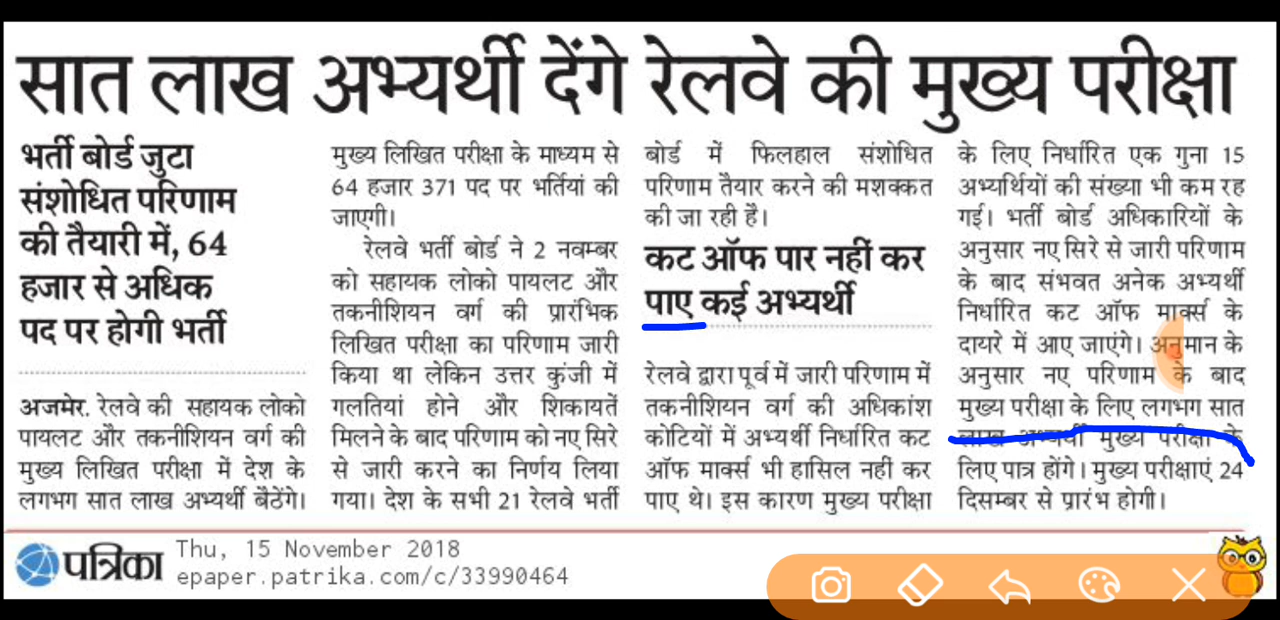 सात लाख अभ्यर्थी देंगे रेलवे की मुख्य परीक्षा
भर्ती बोर्ड जुटा
संशोधित परिणाम
की तैयारी में, 64
हजार से अधिक
पद पर होगी भर्ती
अजमेर. रेलवे की सहायक लोको
पायलट और तकनीशियन वर्ग की
मुख्य लिखित परीक्षा में देश के
लगभग सात लाख अभ्यर्थी बैठेंगे।
मुख्य लिखित परीक्षा के माध्यम से
64 हजार 371 पद पर भर्तियां की
जाएगी।
रेलवे भर्ती बोर्ड ने 2 नवम्बर
को सहायक लोको पायलट और
तकनीशियन वर्ग की प्रारंभिक
लिखित परीक्षा का परिणाम जारी
किया था लेकिन उत्तर कुंजी में
गलतियां होने और शिकायतें
मिलने के बाद परिणाम को नए सिरे
से जारी करने का निर्णय लिया
गया। देश के सभी 21 रेलवे भर्ती
बोर्ड में फिलहाल संशोधित
परिणाम तैयार करने की मशक्कत
की जा रही है।
कट ऑफ पार नहीं कर
पाए कई अभ्यर्थी
रेलवे द्वारा पूर्व में जारी परिणाम में
तकनीशियन वर्ग की अधिकांश
कोटियों में अभ्यर्थी निर्धारित कट
ऑफ मार्क्स भी हासिल नहीं कर
पाए थे। इस कारण मुख्य परीक्षा
के लिए निर्धारित एक गुना 15
अभ्यर्थियों की संख्या भी कम रह
गई। भर्ती बोर्ड अधिकारियों के
अनुसार नए सिरे से जारी परिणाम
के बाद संभवत अनेक अभ्यर्थी
निर्धारित कट ऑफ मार्क्स के
दायरे में आए जाएंगे। अनुमान के
अनुसार नए परिणाम के बाद
मुख्य परीक्षा के लिए लगभग सात
लाख अभ्यर्थी मुख्य परीक्षा के
लिए पात्र होंगे। मुख्य परीक्षाएं 24
दिसम्बर से प्रारंभ होगी।
पत्रिका
Thu, 15 November 2018
epaper.patrika.com/c/33990464